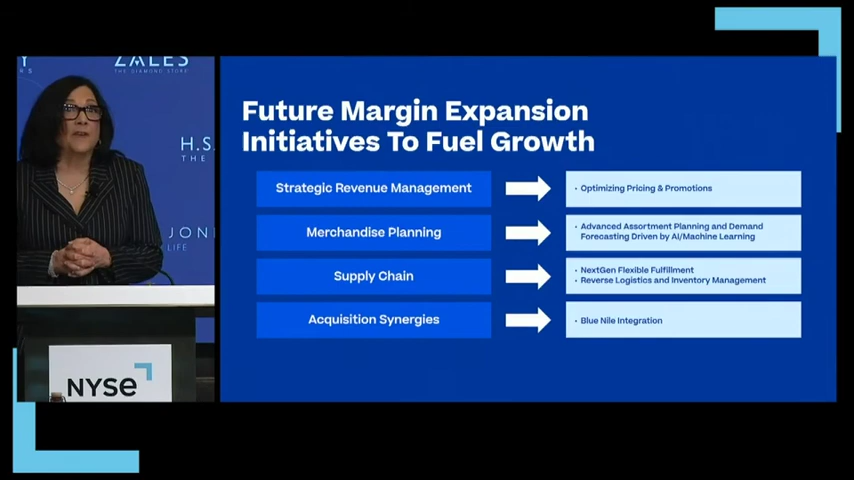 ZALES
THE DIAMOND STORE
H.S
THE
JON
LIFE
NYSE
Future Margin Expansion
Initiatives To Fuel Growth
Strategic Revenue Management
• Optimizing Pricing & Promotions
Merchandise Planning
• Advanced Assortment Planning and Demand
Forecasting Driven by AI/Machine Learning
Supply Chain
• NextGen Flexible Fulfillment
• Reverse Logistics and Inventory Management
Acquisition Synergies
• Blue Nile Integration